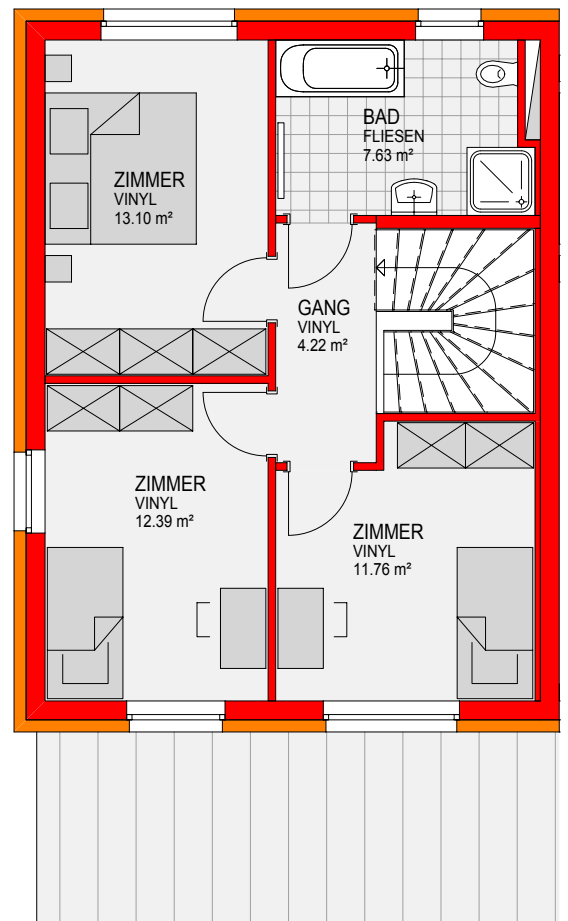 BAD
FLIESEN
7.63 m²
ZIMMER
VINYL
13.10 m²
GANG
VINYL
4.22 m²
ZIMMER
VINYL
12.39 m²
ZIMMER
VINYL
11.76 m²